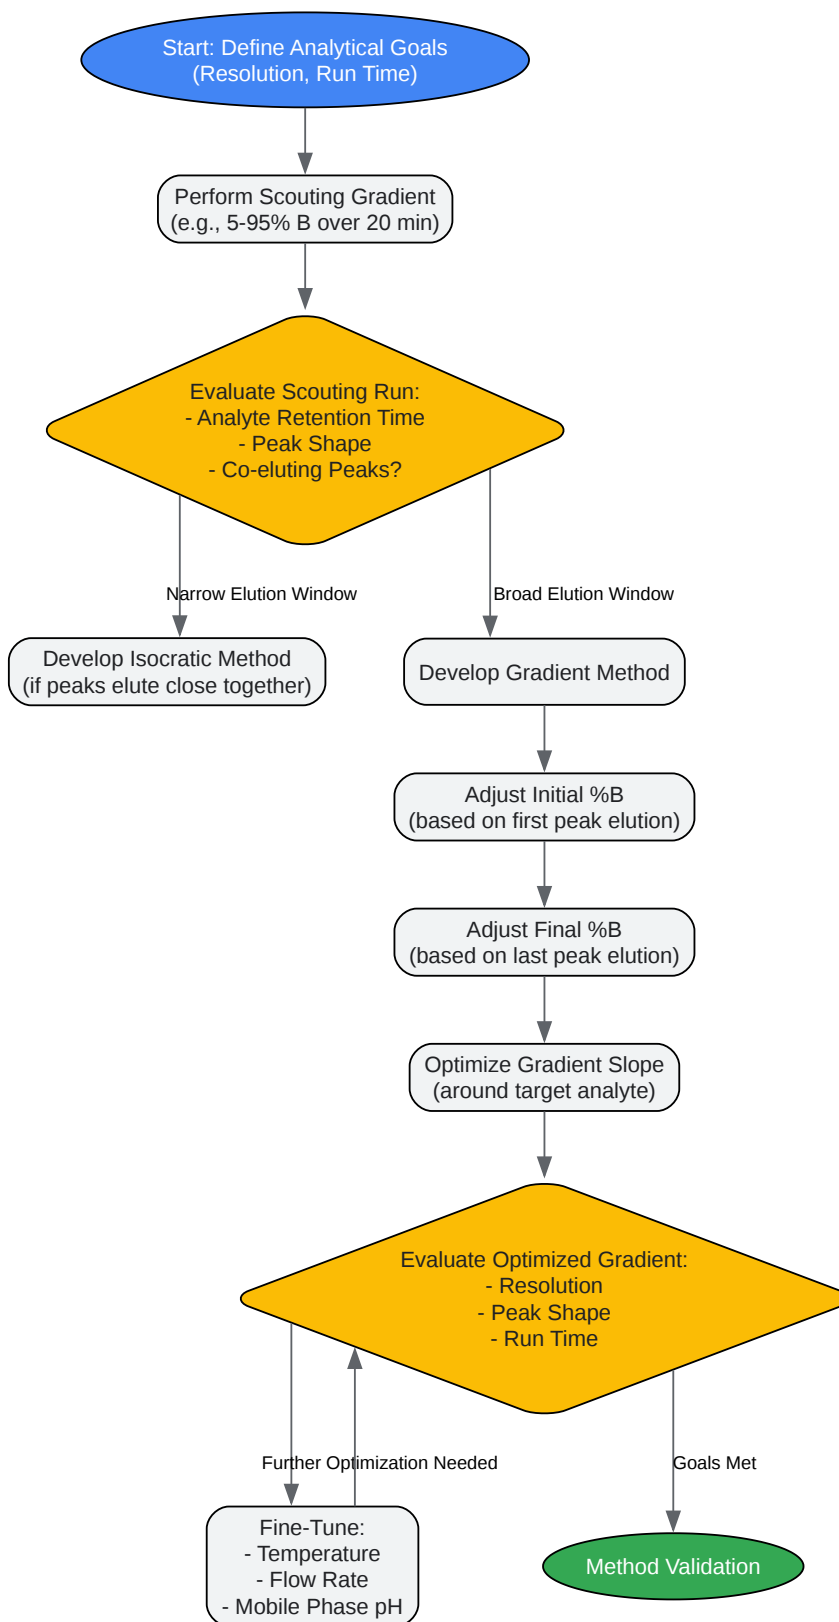 Start: Define Analytical Goals
(Resolution, Run Time)
Perform Scouting Gradient
(e.g., 5-95% B over 20 min)
Evaluate Scouting Run:
- Analyte Retention Time
- Peak Shape
- Co-eluting Peaks?
Narrow Elution Window
Broad Elution Window
Develop Isocratic Method
(if peaks elute close together)
Develop Gradient Method
Adjust Initial %B
(based on first peak elution)
Adjust Final %B
(based on last peak elution)
Optimize Gradient Slope
(around target analyte)
Evaluate Optimized Gradient:
- Resolution
- Peak Shape
- Run Time
Further Optimization Needed
Goals Met
Fine-Tune:
- Temperature
- Flow Rate
- Mobile Phase pH
Method Validation